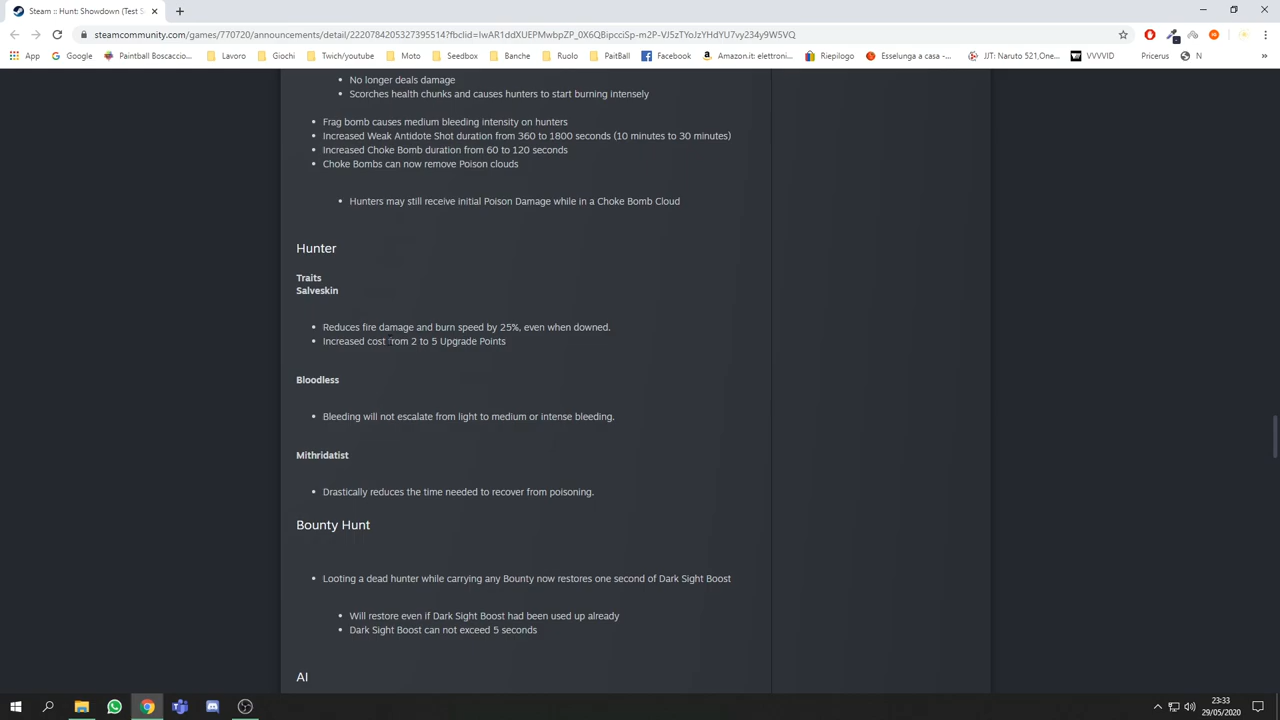 Steam :: Hunt: Showdown (Test S
steamcommunity.com/games/770720/announcements/detail/2220784205327395514?fbclid=IwAR1ddXUEPMwbpZP_0X6QBipcciSp-m2P-VJ5zTYoJzYHdYU7vy234y9W5VQ
App
Google
Paintball Boscaccio...
Lavoro
Giochi
Twich/youtube
Moto
Seedbox
Banche
Ruolo
PaitBall
Facebook
Amazon.it: elettroni...
Riepilogo
Esselunga a casa -...
JJT: Naruto 521,One...
VVVVID
Pricerus
N
No longer deals damage
Scorches health chunks and causes hunters to start burning intensely
Frag bomb causes medium bleeding intensity on hunters
Increased Weak Antidote Shot duration from 360 to 1800 seconds (10 minutes to 30 minutes)
Increased Choke Bomb duration from 60 to 120 seconds
Choke Bombs can now remove Poison clouds
Hunters may still receive initial Poison Damage while in a Choke Bomb Cloud
Hunter
Traits
Salveskin
Reduces fire damage and burn speed by 25%, even when downed.
Increased cost from 2 to 5 Upgrade Points
Bloodless
Bleeding will not escalate from light to medium or intense bleeding.
Mithridatist
Drastically reduces the time needed to recover from poisoning.
Bounty Hunt
Looting a dead hunter while carrying any Bounty now restores one second of Dark Sight Boost
Will restore even if Dark Sight Boost had been used up already
Dark Sight Boost can not exceed 5 seconds
AI
23:33
29/05/2020